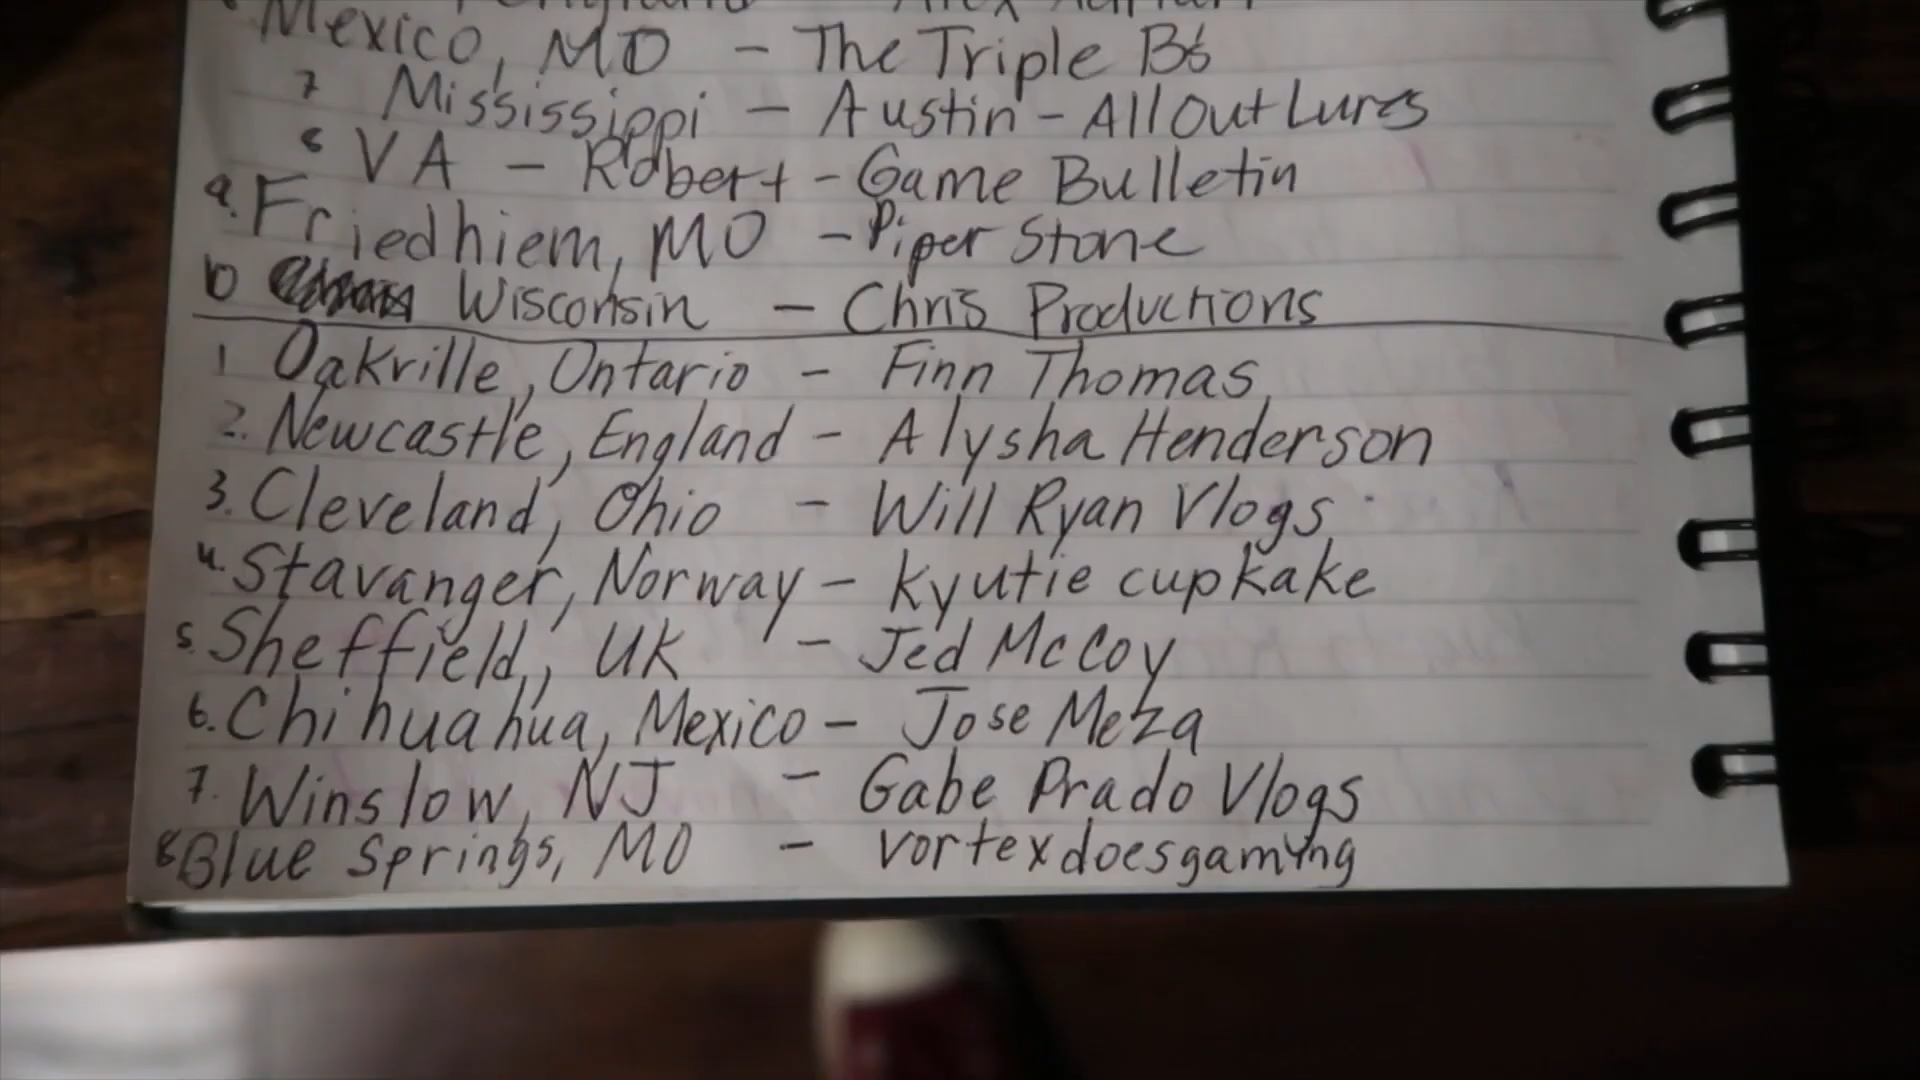 Mexico, MO - The Triple B's
7 Mississippi - Austin - All Out Lures
8 VA - Robert - Game Bulletin
9. Friedhiem, MO - Piper Stone
10 Wisconsin - Chris Productions
1 Oakville, Ontario - Finn Thomas
2. Newcastle, England - Alysha Henderson
3. Cleveland, Ohio - Will Ryan Vlogs
4. Stavanger, Norway - Kyutie cupkake
5. Sheffield, UK - Jed McCoy
6. Chihuahua, Mexico - Jose Meza
7. Winslow, NJ - Gabe Prado Vlogs
8 Blue Springs, MO - vortexdoesgaming